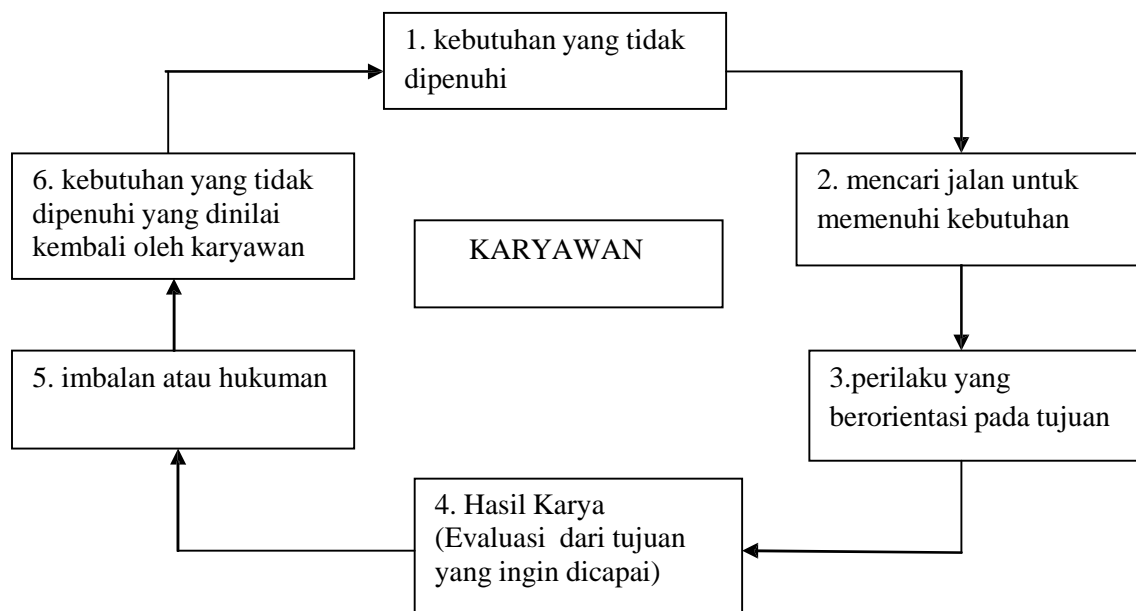 1. kebutuhan yang tidak
dipenuhi
2. mencari jalan untuk
memenuhi kebutuhan
3.perilaku yang
berorientasi pada tujuan
4. Hasil Karya
(Evaluasi dari tujuan
yang ingin dicapai)
5. imbalan atau hukuman
6. kebutuhan yang tidak
dipenuhi yang dinilai
kembali oleh karyawan
KARYAWAN